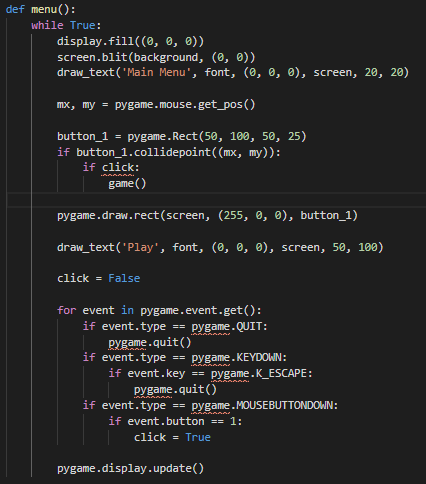 def menu():
    while True:
        display.fill((0, 0, 0))
        screen.blit(background, (0, 0))
        draw_text('Main Menu', font, (0, 0, 0), screen, 20, 20)

        mx, my = pygame.mouse.get_pos()

        button_1 = pygame.Rect(50, 100, 50, 25)
        if button_1.collidepoint((mx, my)):
            if click:
                game()

        pygame.draw.rect(screen, (255, 0, 0), button_1)

        draw_text('Play', font, (0, 0, 0), screen, 50, 100)

        click = False

        for event in pygame.event.get():
            if event.type == pygame.QUIT:
                pygame.quit()
            if event.type == pygame.KEYDOWN:
                if event.key == pygame.K_ESCAPE:
                    pygame.quit()
            if event.type == pygame.MOUSEBUTTONDOWN:
                if event.button == 1:
                    click = True

        pygame.display.update()